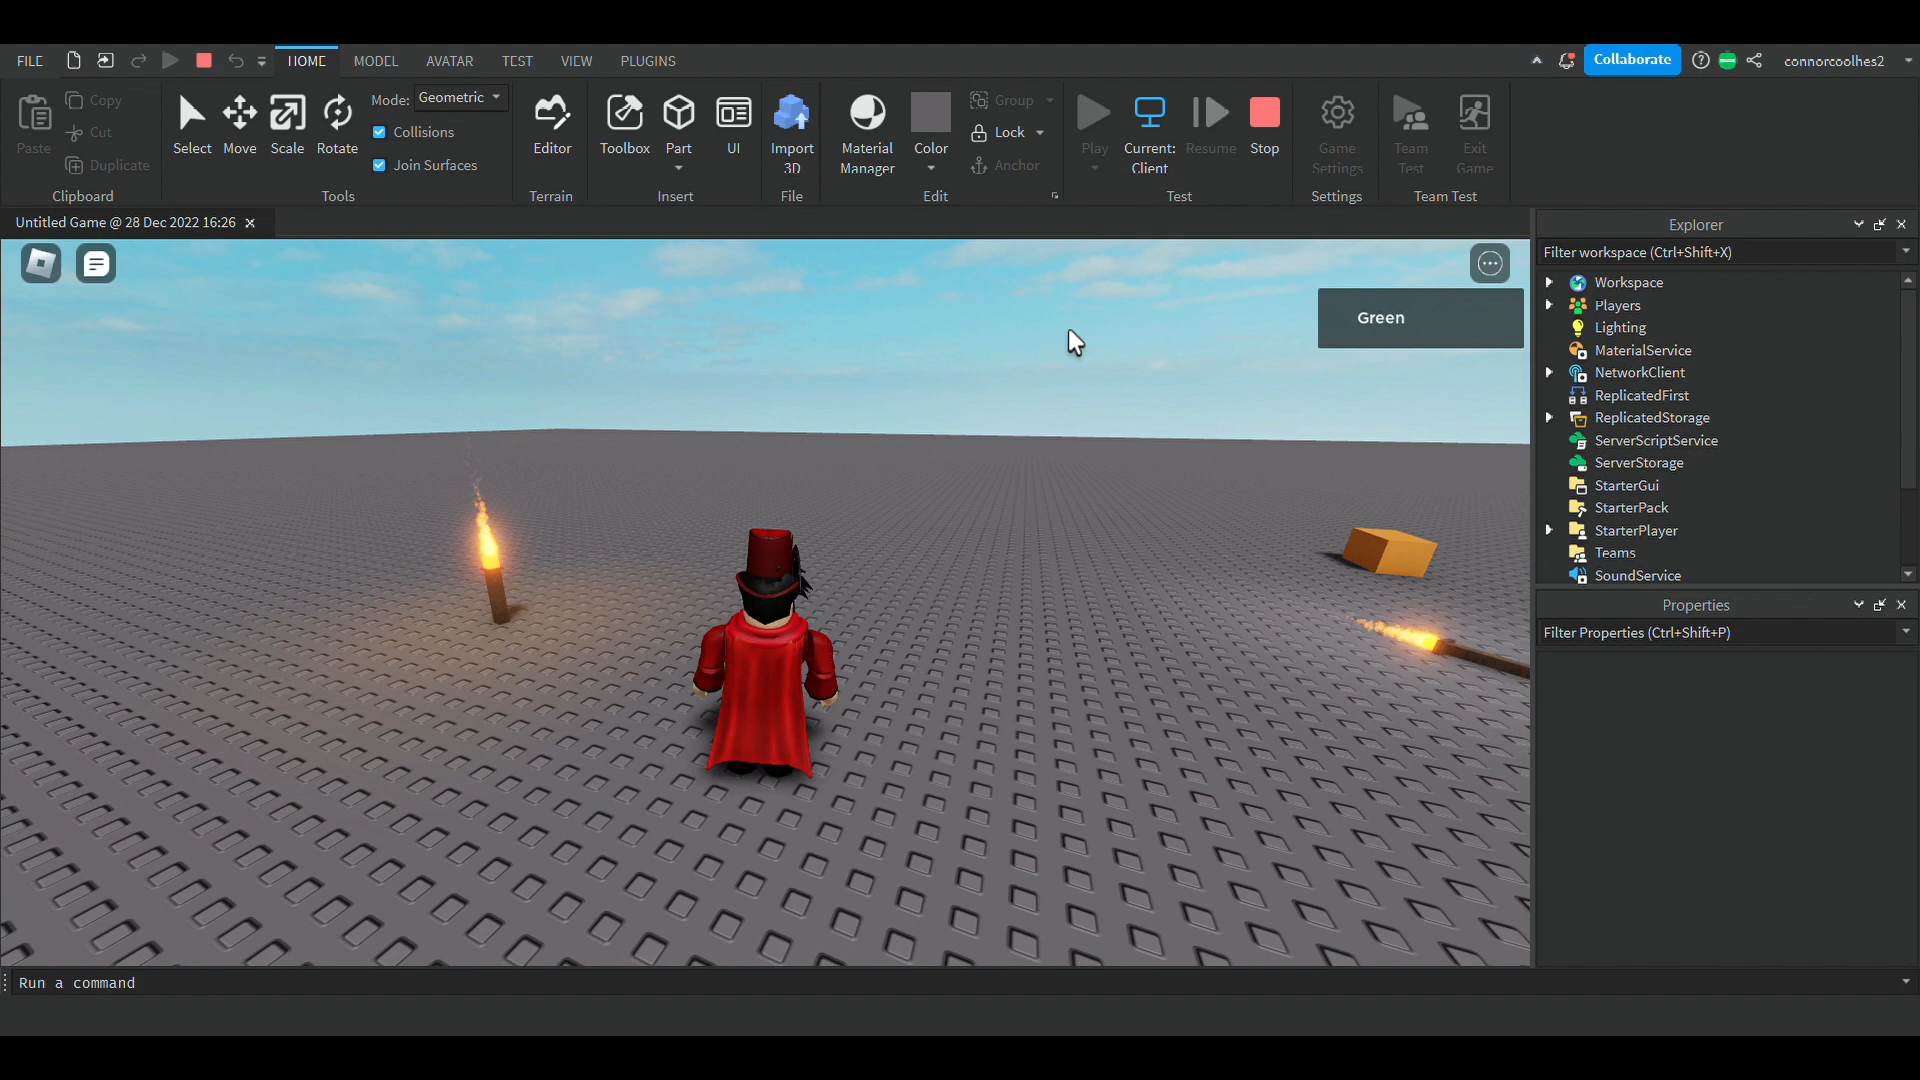 FILE HOME MODEL AVATAR TEST VIEW PLUGINS Collaborate connorcoolhes2
Paste Copy Cut Duplicate
Clipboard
Select Move Scale Rotate Mode: Geometric
Collisions
Join Surfaces
Tools
Editor
Terrain
Toolbox Part UI
Insert
Import
3D
File
Material
Manager
Color
Group
Lock
Anchor
Edit
Play
Current:
Client
Resume
Stop
Test
Game
Settings
Settings
Team
Test
Exit
Game
Team Test
Untitled Game @ 28 Dec 2022 16:26
Green
Explorer
Filter workspace (Ctrl+Shift+X)
Workspace
Players
Lighting
MaterialService
NetworkClient
ReplicatedFirst
ReplicatedStorage
ServerScriptService
ServerStorage
StarterGui
StarterPack
StarterPlayer
Teams
SoundService
Properties
Filter Properties (Ctrl+Shift+P)
Run a command